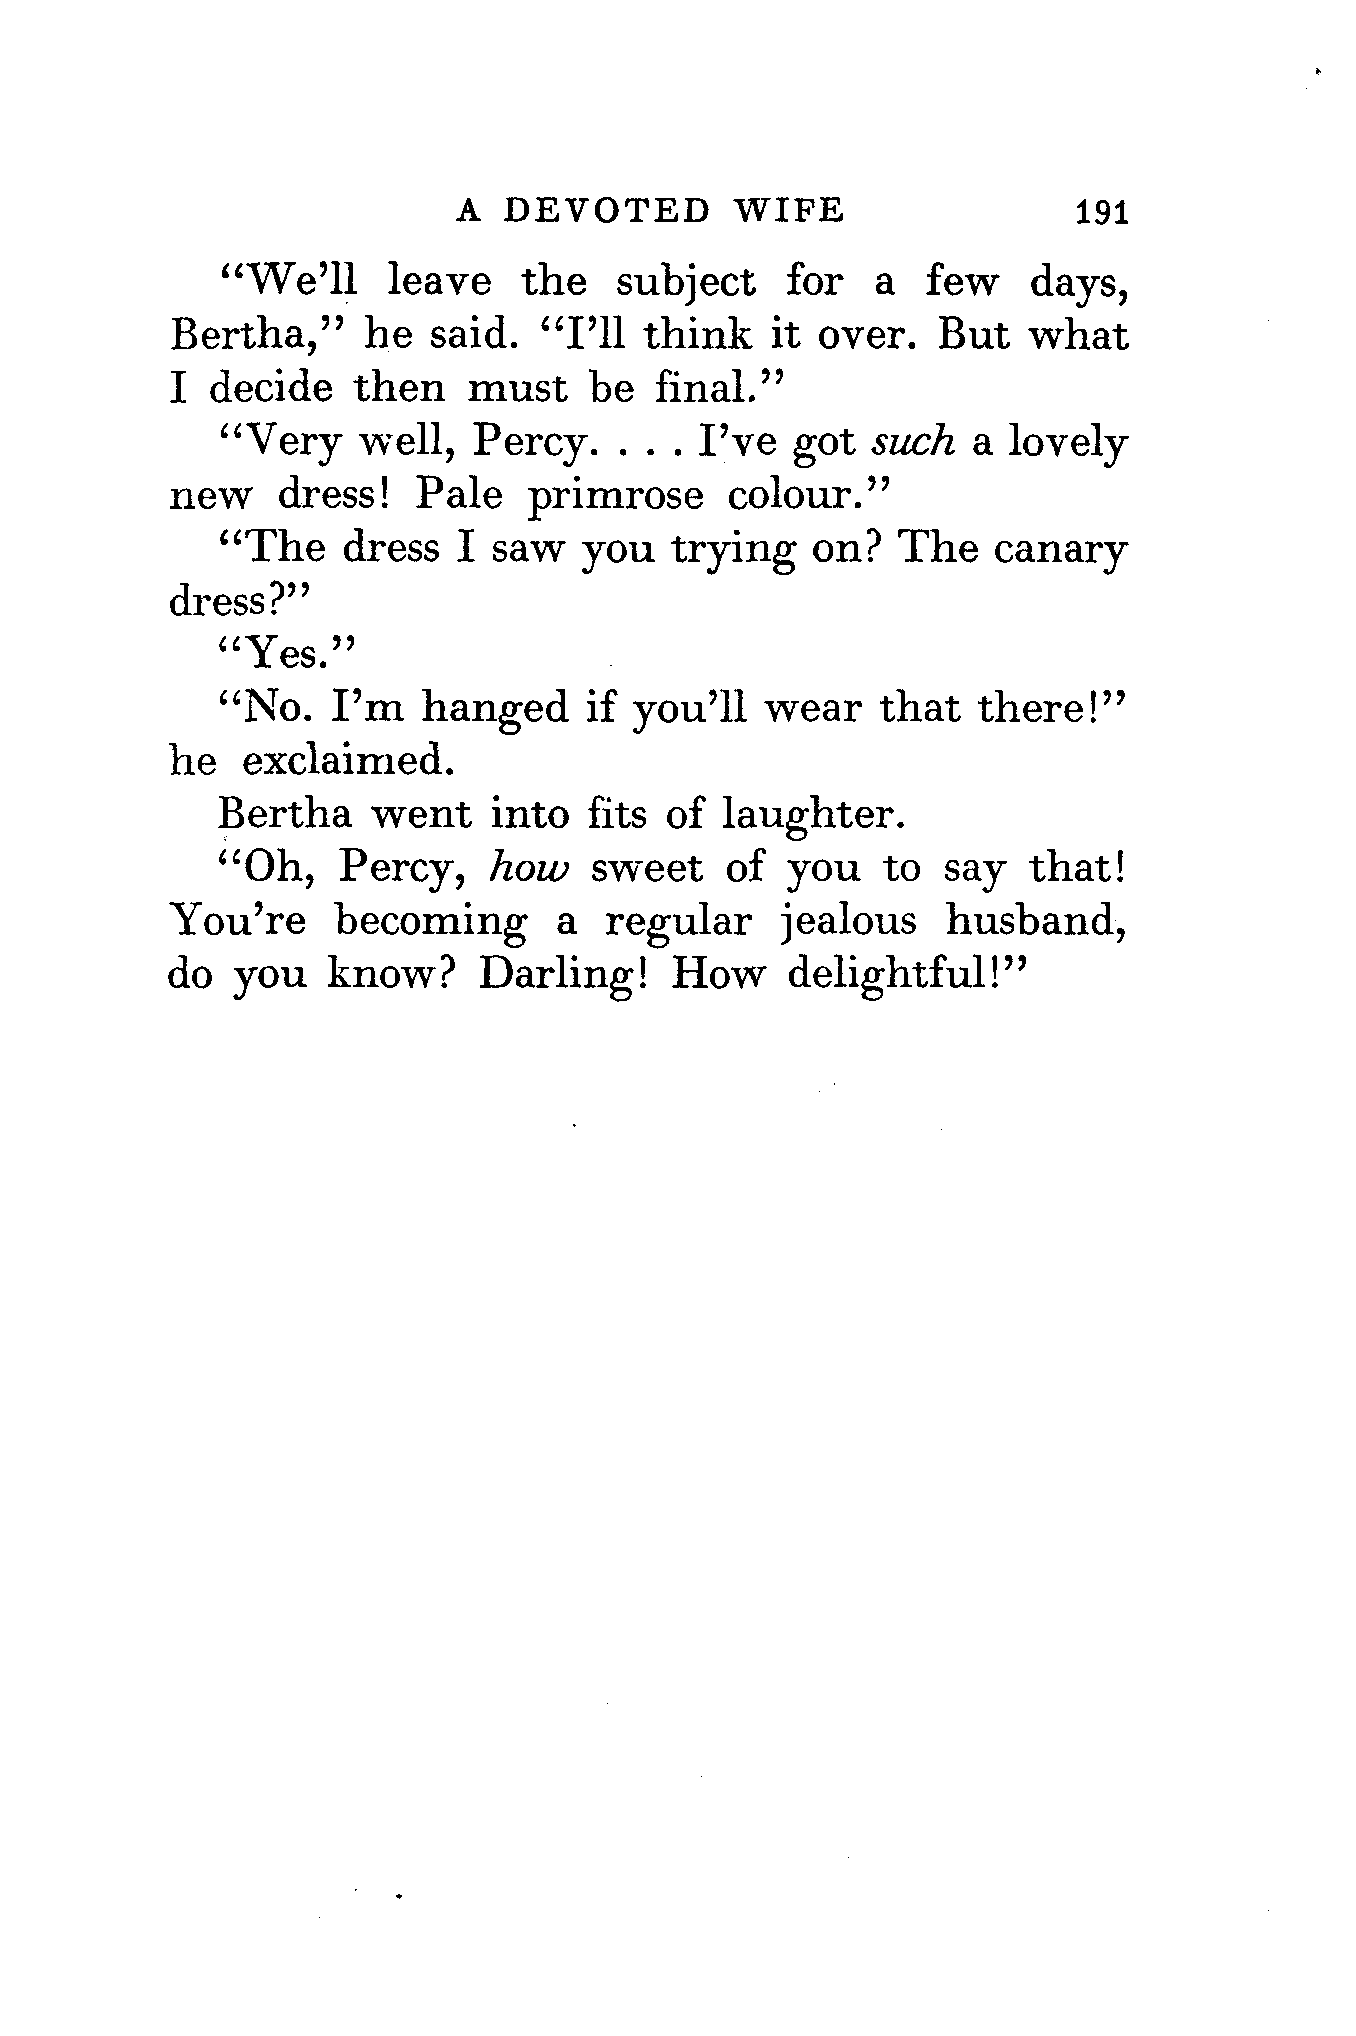 A DEVOTED WIFE 191
“We’ll leave the subject for a few days,
Bertha,” he said. “I’ll think it over. But what
I decide then must be final.”
“Very well, Percy. . . . I’ve got such a lovely
new dress! Pale primrose colour.”
“The dress I saw you trying on? The canary
dress?”
“Yes.”
“No. I’m hanged if you’ll wear that there!”
he exclaimed.
Bertha went into fits of laughter.
“Oh, Percy, how sweet of you to say that!
You’re becoming a regular jealous husband,
do you know? Darling! How delightful!”